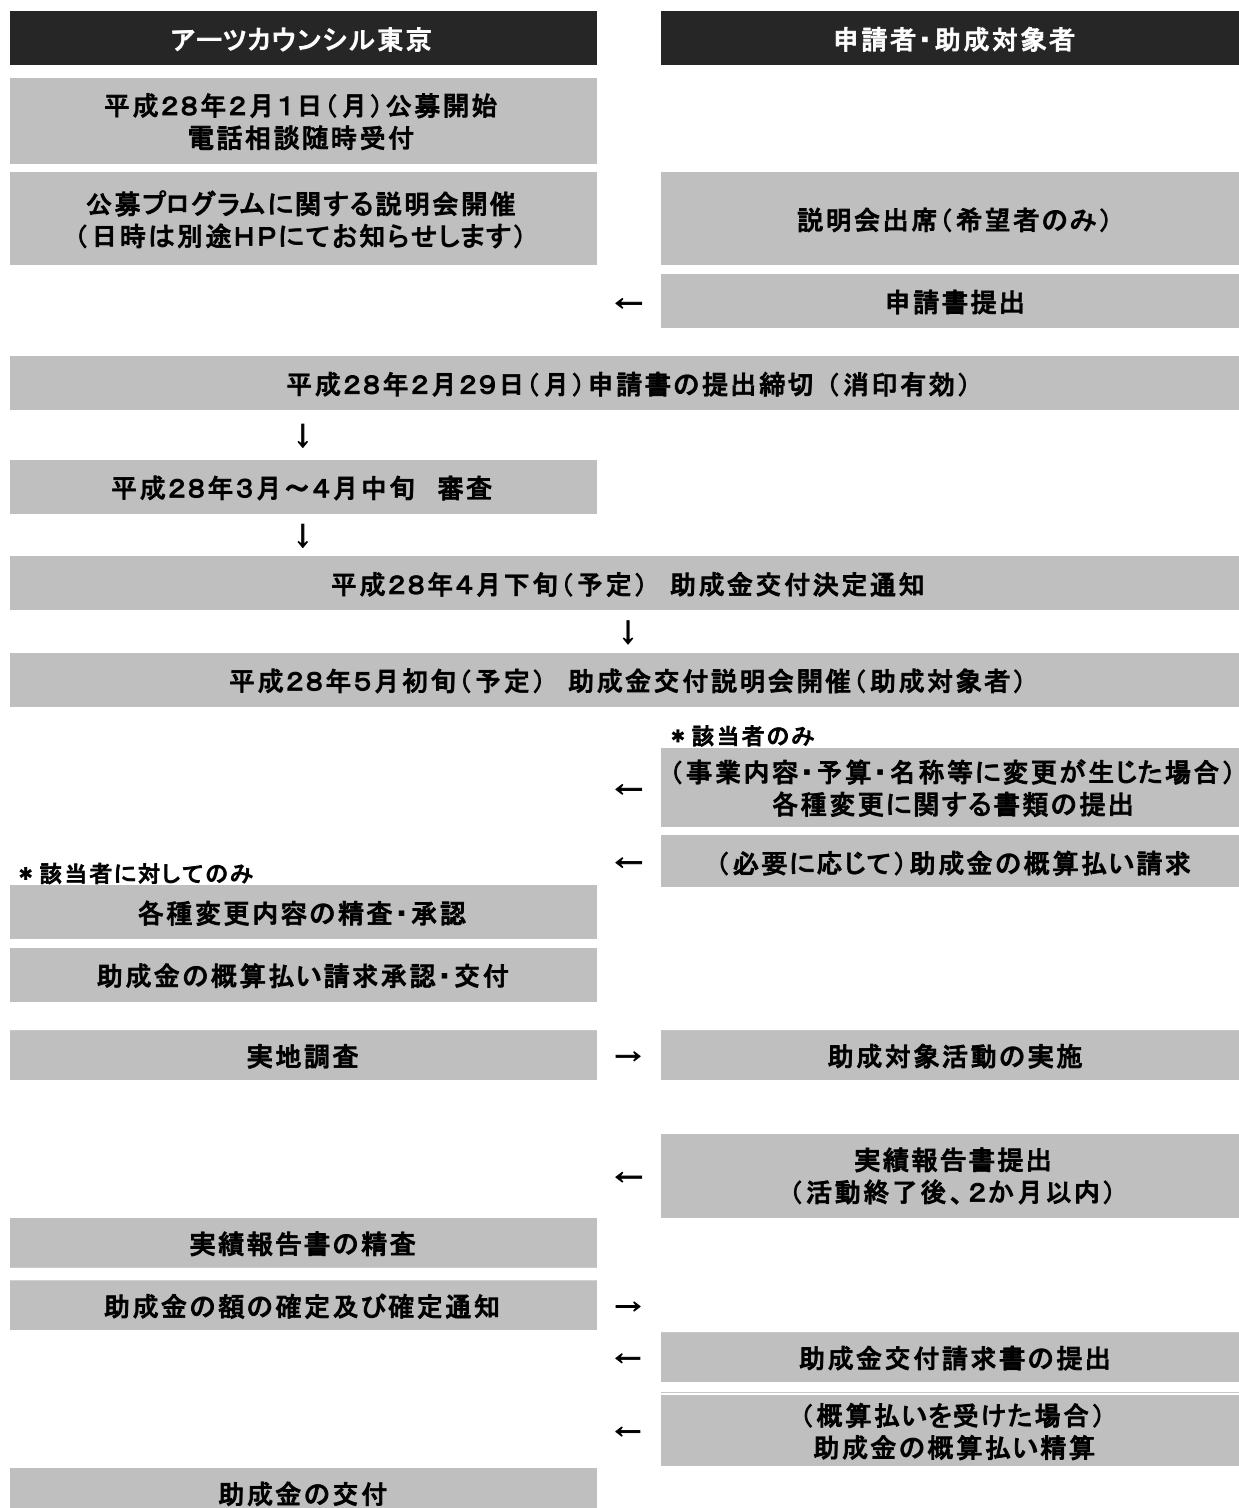 アーツカウンシル東京
申請者・助成対象者
平成28年2月1日（月）公募開始
電話相談随時受付
公募プログラムに関する説明会開催
（日時は別途HPにてお知らせします）
説明会出席（希望者のみ）
←
申請書提出
平成28年2月29日（月）申請書の提出締切（消印有効）
↓
平成28年3月～4月中旬　審査
↓
平成28年4月下旬（予定）　助成金交付決定通知
↓
平成28年5月初旬（予定）　助成金交付説明会開催（助成対象者）
＊該当者のみ
←
（事業内容・予算・名称等に変更が生じた場合）
各種変更に関する書類の提出
←
（必要に応じて）助成金の概算払い請求
＊該当者に対してのみ
各種変更内容の精査・承認
助成金の概算払い請求承認・交付
実地調査
→
助成対象活動の実施
←
実績報告書提出
（活動終了後、2か月以内）
実績報告書の精査
助成金の額の確定及び確定通知
→
←
助成金交付請求書の提出
←
（概算払いを受けた場合）
助成金の概算払い精算
助成金の交付